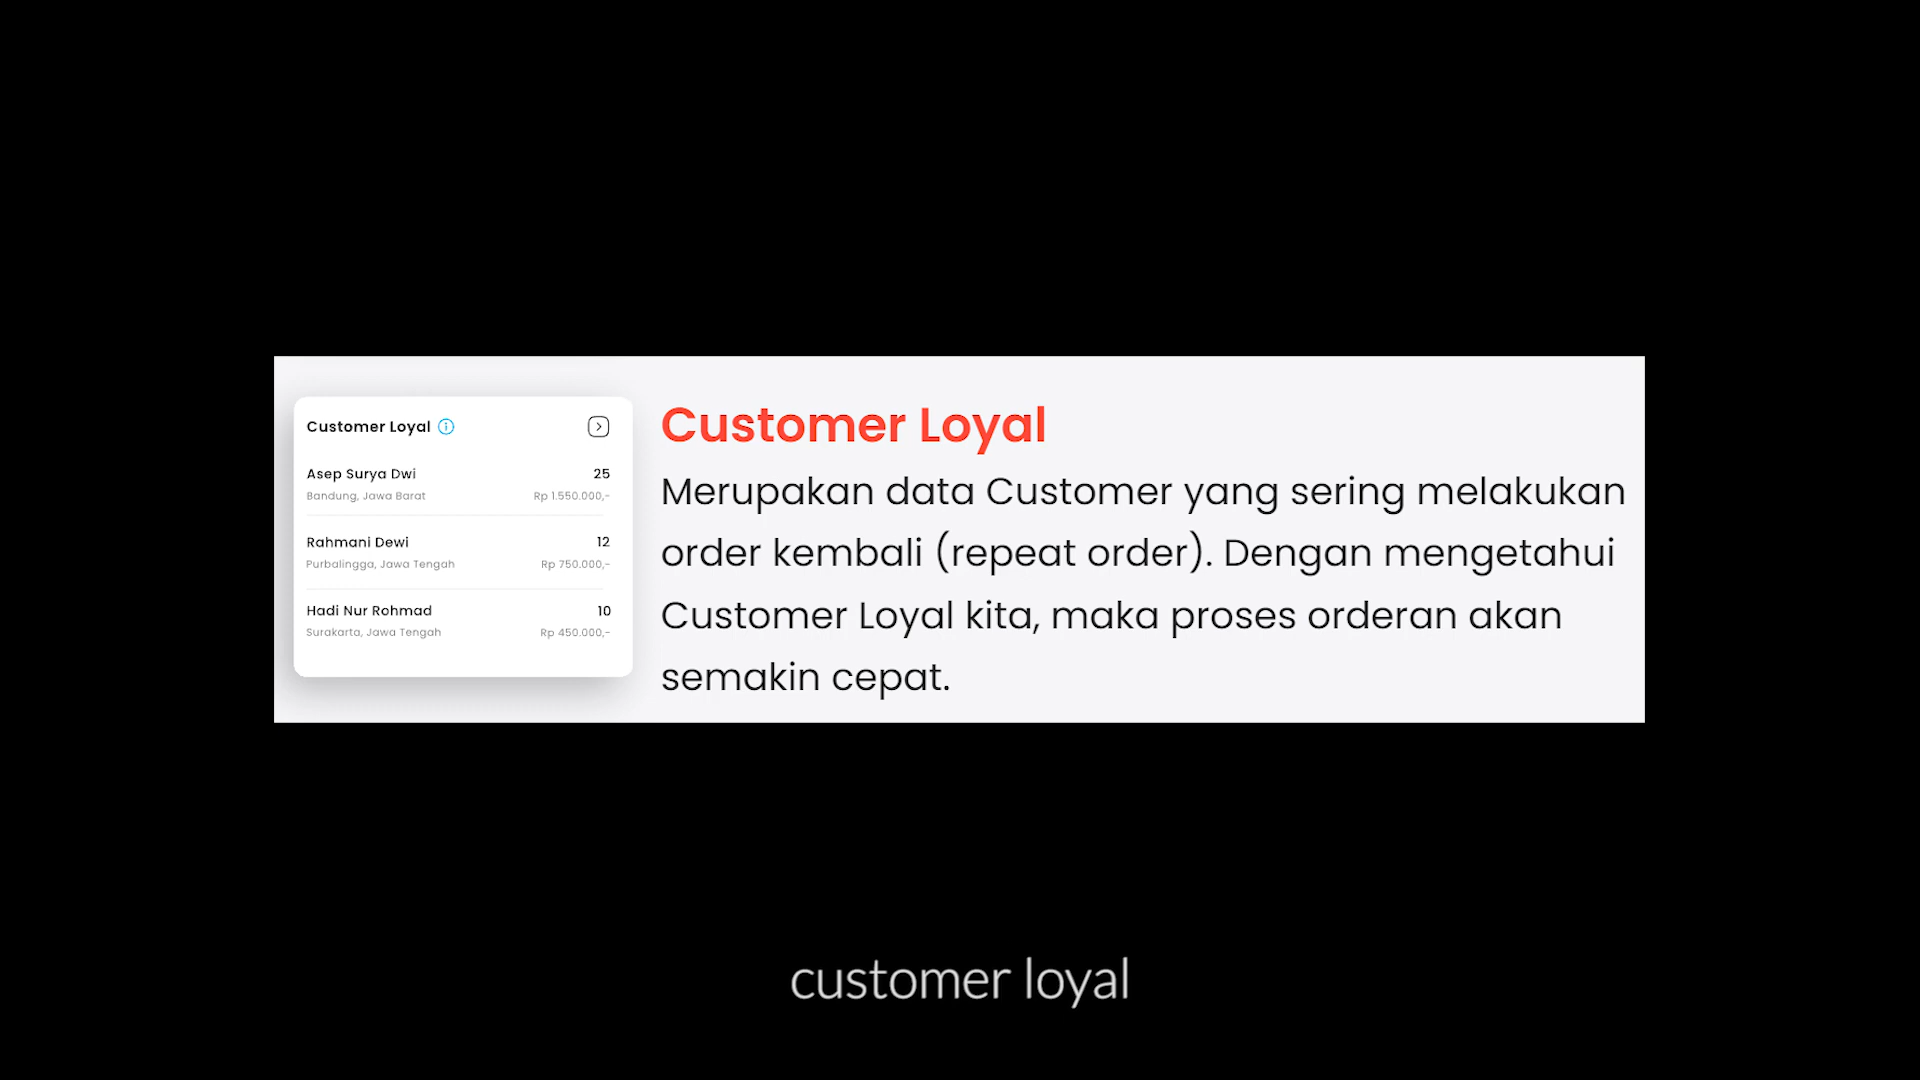 Customer Loyal
Asep Surya Dwi 25
Bandung, Jawa Barat Rp 1.550.000,-
Rahmani Dewi 12
Purbalingga, Jawa Tengah Rp 750.000,-
Hadi Nur Rohmad 10
Surakarta, Jawa Tengah Rp 450.000,-
Customer Loyal
Merupakan data Customer yang sering melakukan
order kembali (repeat order). Dengan mengetahui
Customer Loyal kita, maka proses orderan akan
semakin cepat.
customer loyal